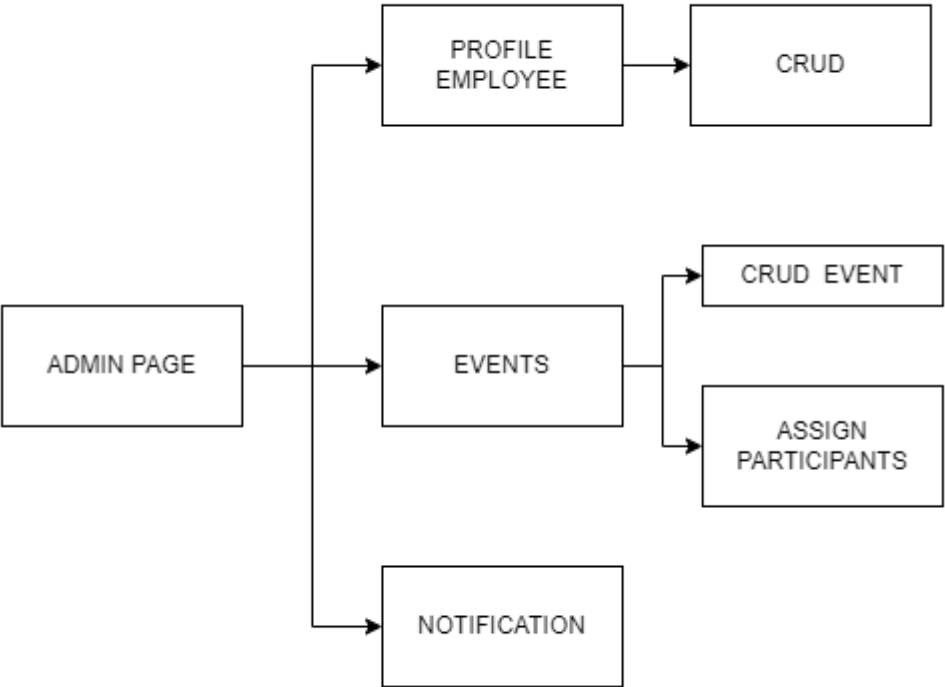 PROFILE
EMPLOYEE
CRUD
CRUD EVENT
ADMIN PAGE
EVENTS
ASSIGN
PARTICIPANTS
NOTIFICATION